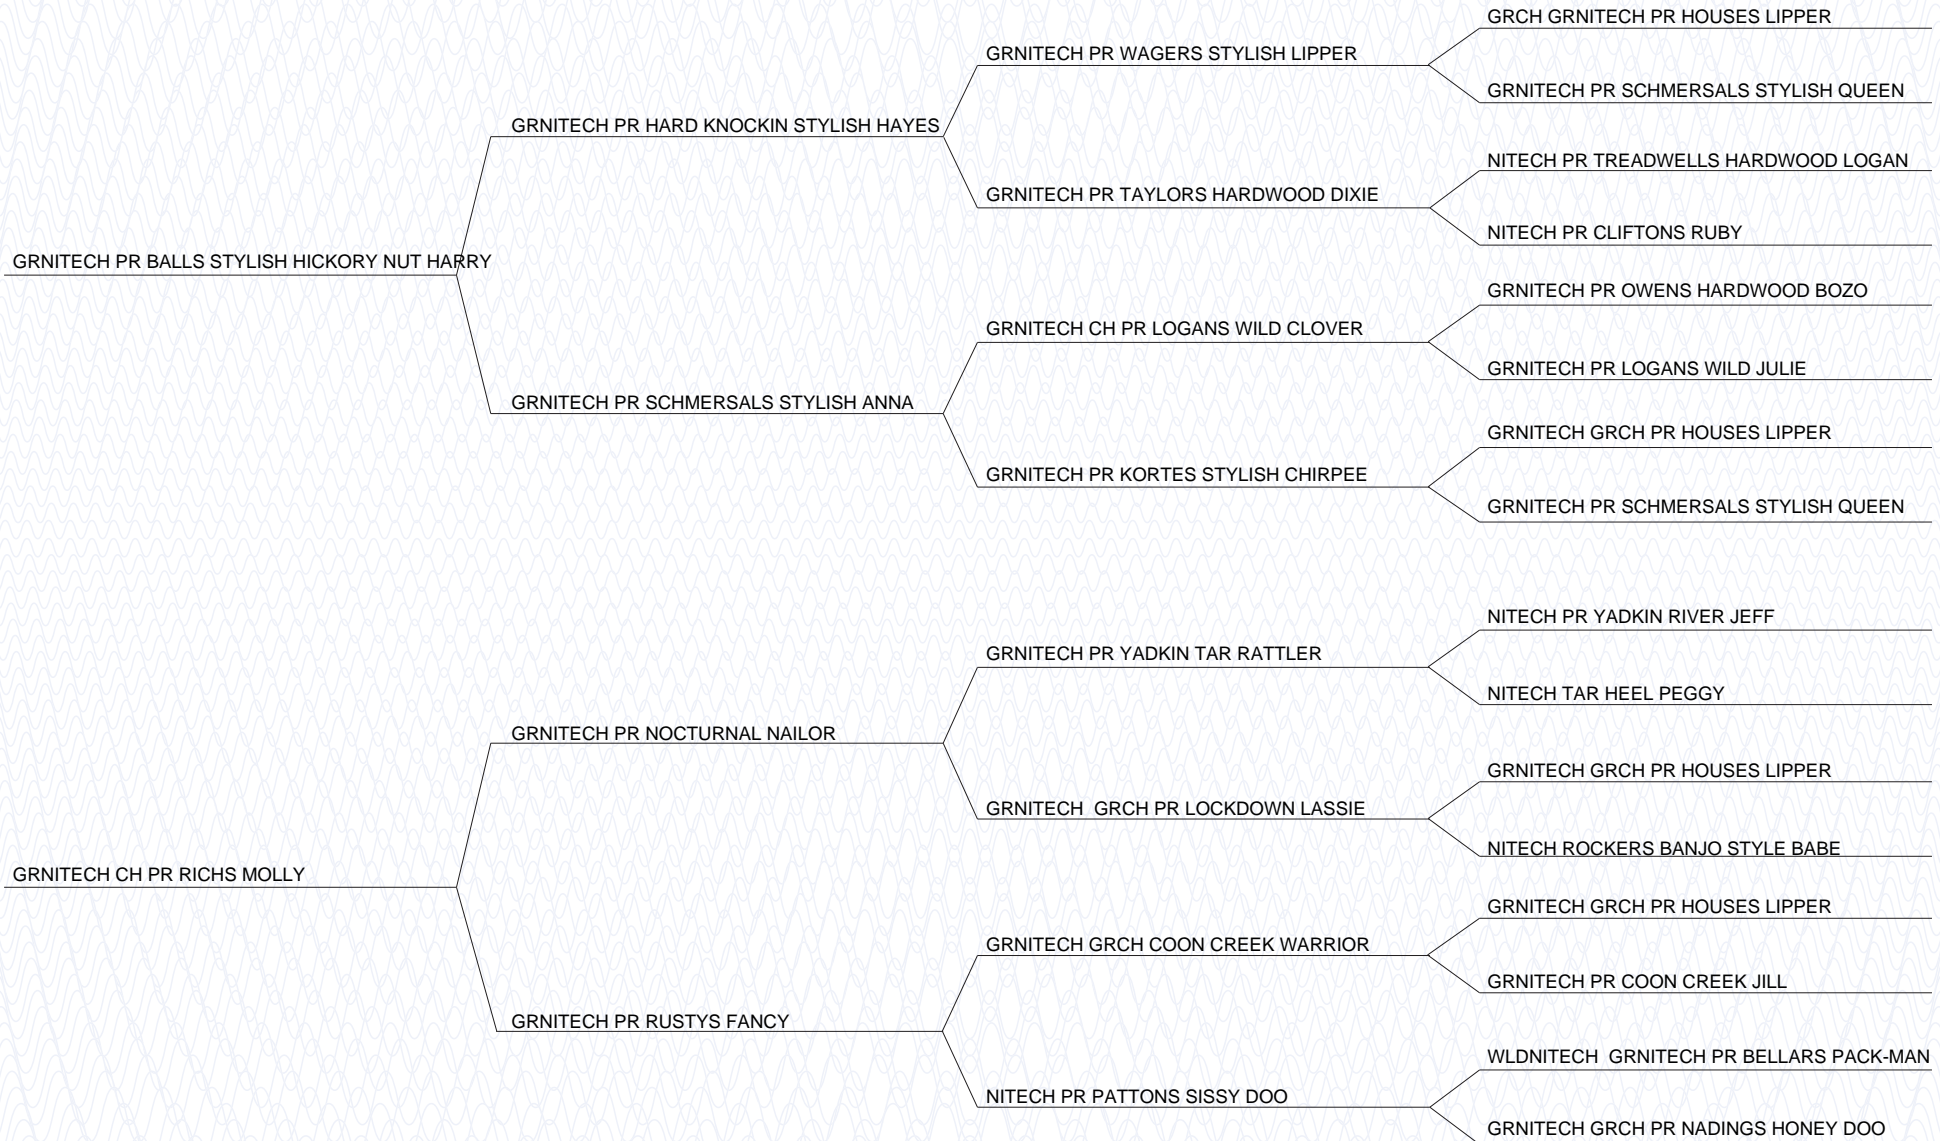 GRCH GRNITECH PR HOUSES LIPPER
GRNITECH PR WAGERS STYLISH LIPPER
GRNITECH PR SCHMERSALS STYLISH QUEEN
GRNITECH PR HARD KNOCKIN STYLISH HAYES
NITECH PR TREADWELLS HARDWOOD LOGAN
GRNITECH PR TAYLORS HARDWOOD DIXIE
NITECH PR CLIFTONS RUBY
GRNITECH PR BALLS STYLISH HICKORY NUT HARRY
GRNITECH PR OWENS HARDWOOD BOZO
GRNITECH CH PR LOGANS WILD CLOVER
GRNITECH PR LOGANS WILD JULIE
GRNITECH PR SCHMERSALS STYLISH ANNA
GRNITECH GRCH PR HOUSES LIPPER
GRNITECH PR KORTES STYLISH CHIRPEE
GRNITECH PR SCHMERSALS STYLISH QUEEN
NITECH PR YADKIN RIVER JEFF
GRNITECH PR YADKIN TAR RATTLER
NITECH TAR HEEL PEGGY
GRNITECH PR NOCTURNAL NAILOR
GRNITECH GRCH PR HOUSES LIPPER
GRNITECH  GRCH PR LOCKDOWN LASSIE
NITECH ROCKERS BANJO STYLE BABE
GRNITECH CH PR RICHS MOLLY
GRNITECH GRCH PR HOUSES LIPPER
GRNITECH GRCH COON CREEK WARRIOR
GRNITECH PR COON CREEK JILL
GRNITECH PR RUSTYS FANCY
WLDNITECH  GRNITECH PR BELLARS PACK-MAN
NITECH PR PATTONS SISSY DOO
GRNITECH GRCH PR NADINGS HONEY DOO